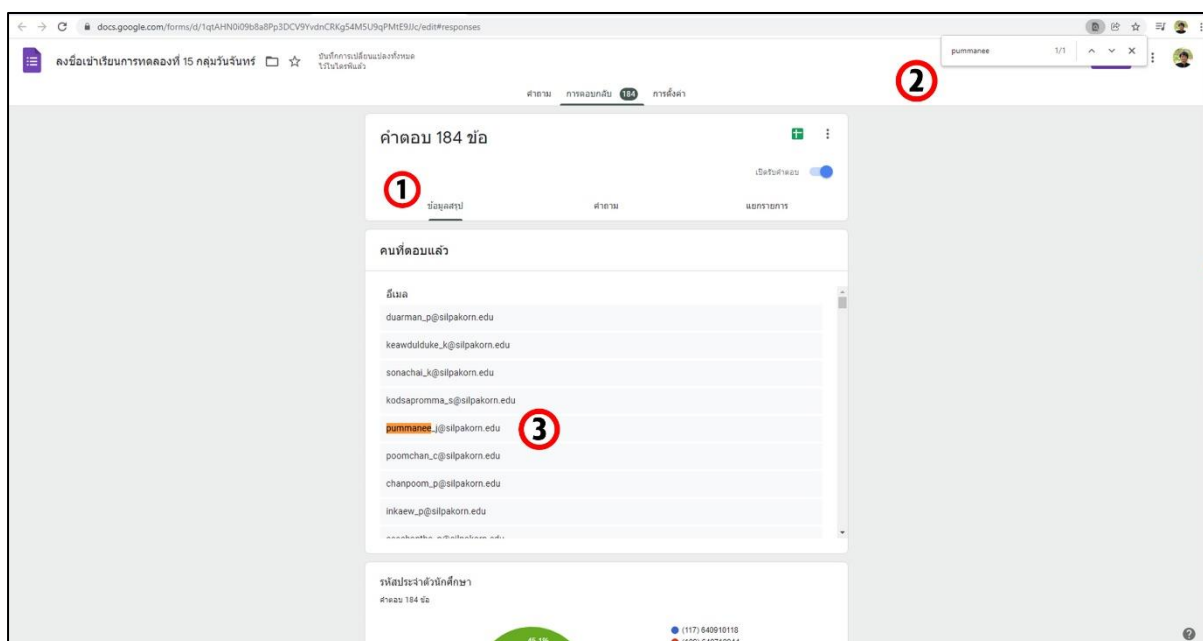 docs.google.com/forms/d/1qtAHN0i09b8a8Pp3DCV9YvdnCRKg54M5U9qPMtE9JJc/edit#responses
pummanee 1/1
ลงชื่อเข้าเรียนการทดลองที่ 15 กลุ่มวันจันทร์
บันทึกการเปลี่ยนแปลงทั้งหมด
ไว้ในไดรฟ์แล้ว
2
คำถาม การตอบกลับ 184 การตั้งค่า
คำตอบ 184 ข้อ
เปิดรับคำตอบ
1
ข้อมูลสรุป คำถาม แยกรายการ
คนที่ตอบแล้ว
อีเมล
duarman_p@silpakorn.edu
keawdulduke_k@silpakorn.edu
sonachai_k@silpakorn.edu
kodsapromma_s@silpakorn.edu
pummanee_j@silpakorn.edu 3
poomchan_c@silpakorn.edu
chanpoom_p@silpakorn.edu
inkaew_p@silpakorn.edu
รหัสประจำตัวนักศึกษา
คำตอบ 184 ข้อ
(117) 640910118